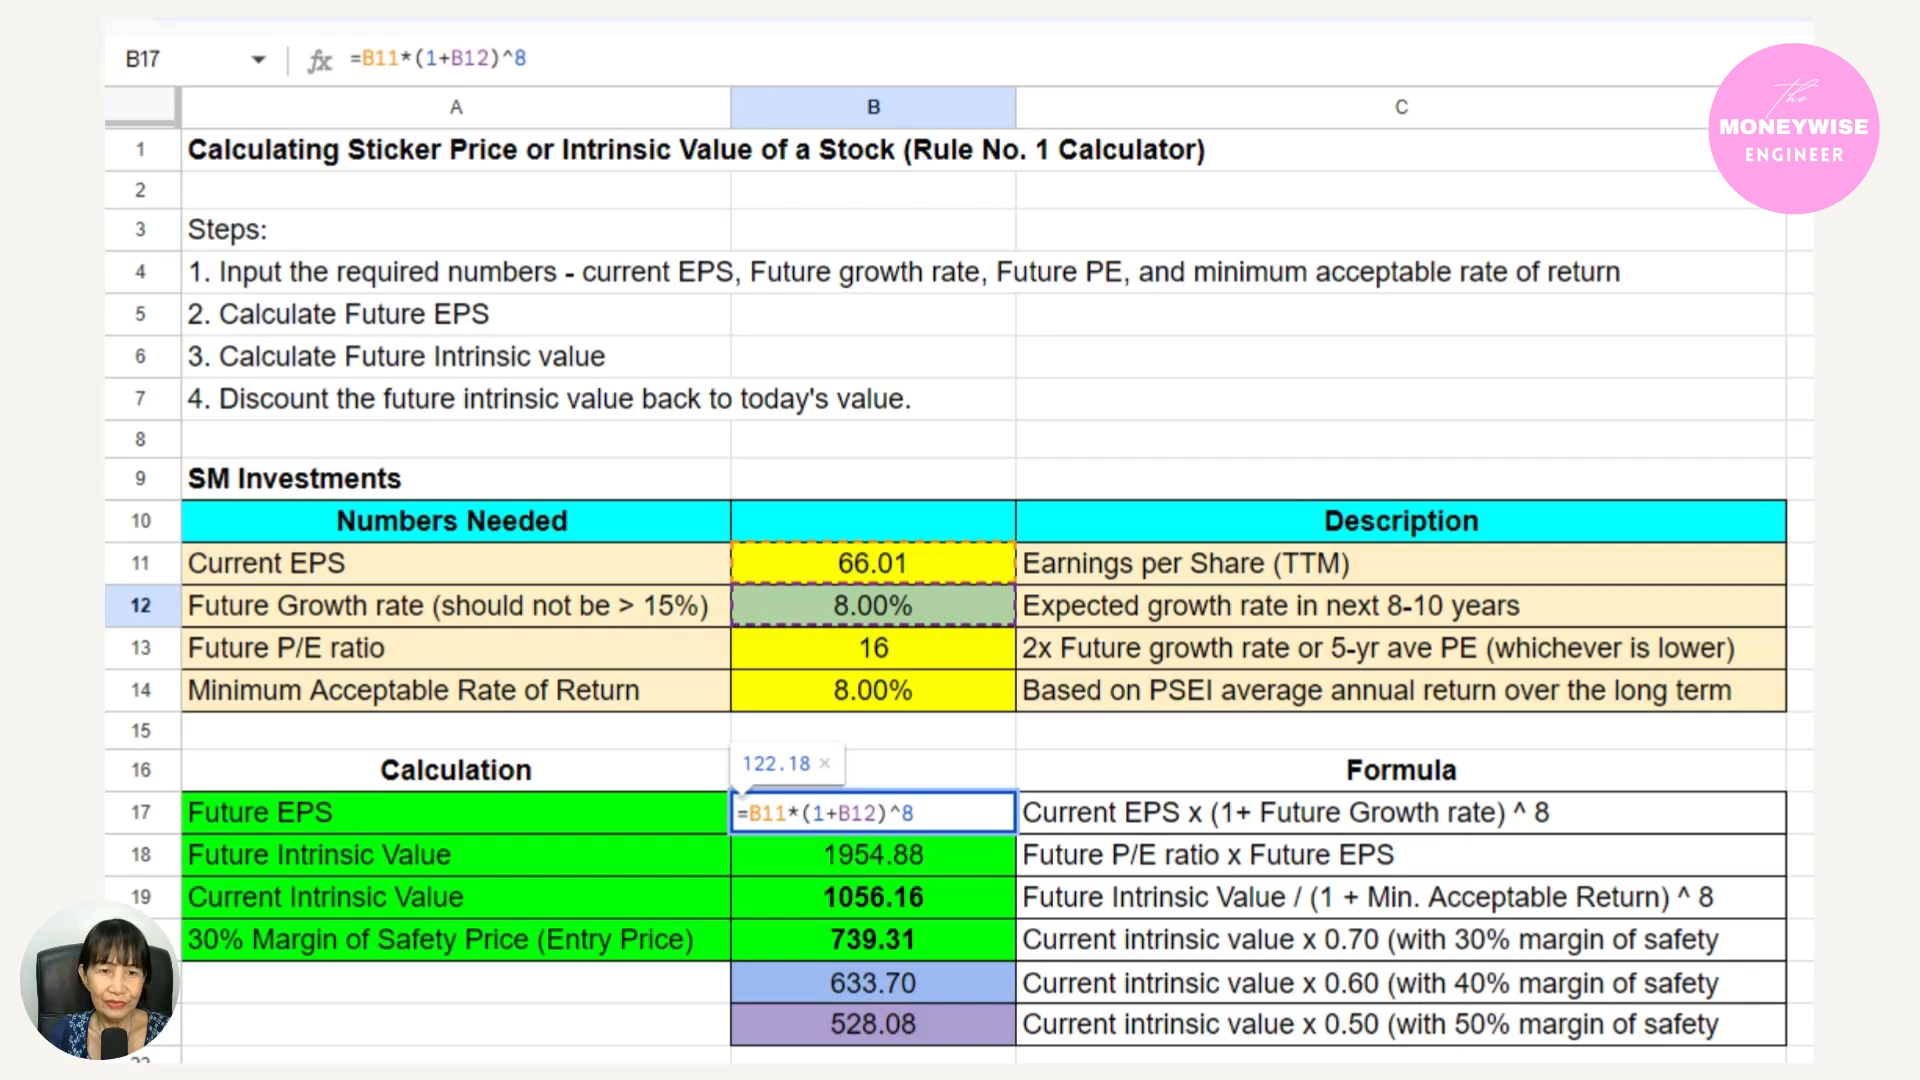 B17 fx =B11*(1+B12)^8
the
MONEYWISE
ENGINEER
A B C
1 Calculating Sticker Price or Intrinsic Value of a Stock (Rule No. 1 Calculator)
2
3 Steps:
4 1. Input the required numbers - current EPS, Future growth rate, Future PE, and minimum acceptable rate of return
5 2. Calculate Future EPS
6 3. Calculate Future Intrinsic value
7 4. Discount the future intrinsic value back to today's value.
8
9 SM Investments
10 Numbers Needed Description
11 Current EPS 66.01 Earnings per Share (TTM)
12 Future Growth rate (should not be > 15%) 8.00% Expected growth rate in next 8-10 years
13 Future P/E ratio 16 2x Future growth rate or 5-yr ave PE (whichever is lower)
14 Minimum Acceptable Rate of Return 8.00% Based on PSEI average annual return over the long term
15
122.18 ×
16 Calculation Formula
17 Future EPS =B11*(1+B12)^8 Current EPS x (1+ Future Growth rate) ^ 8
18 Future Intrinsic Value 1954.88 Future P/E ratio x Future EPS
19 Current Intrinsic Value 1056.16 Future Intrinsic Value / (1 + Min. Acceptable Return) ^ 8
30% Margin of Safety Price (Entry Price) 739.31 Current intrinsic value x 0.70 (with 30% margin of safety
633.70 Current intrinsic value x 0.60 (with 40% margin of safety
528.08 Current intrinsic value x 0.50 (with 50% margin of safety